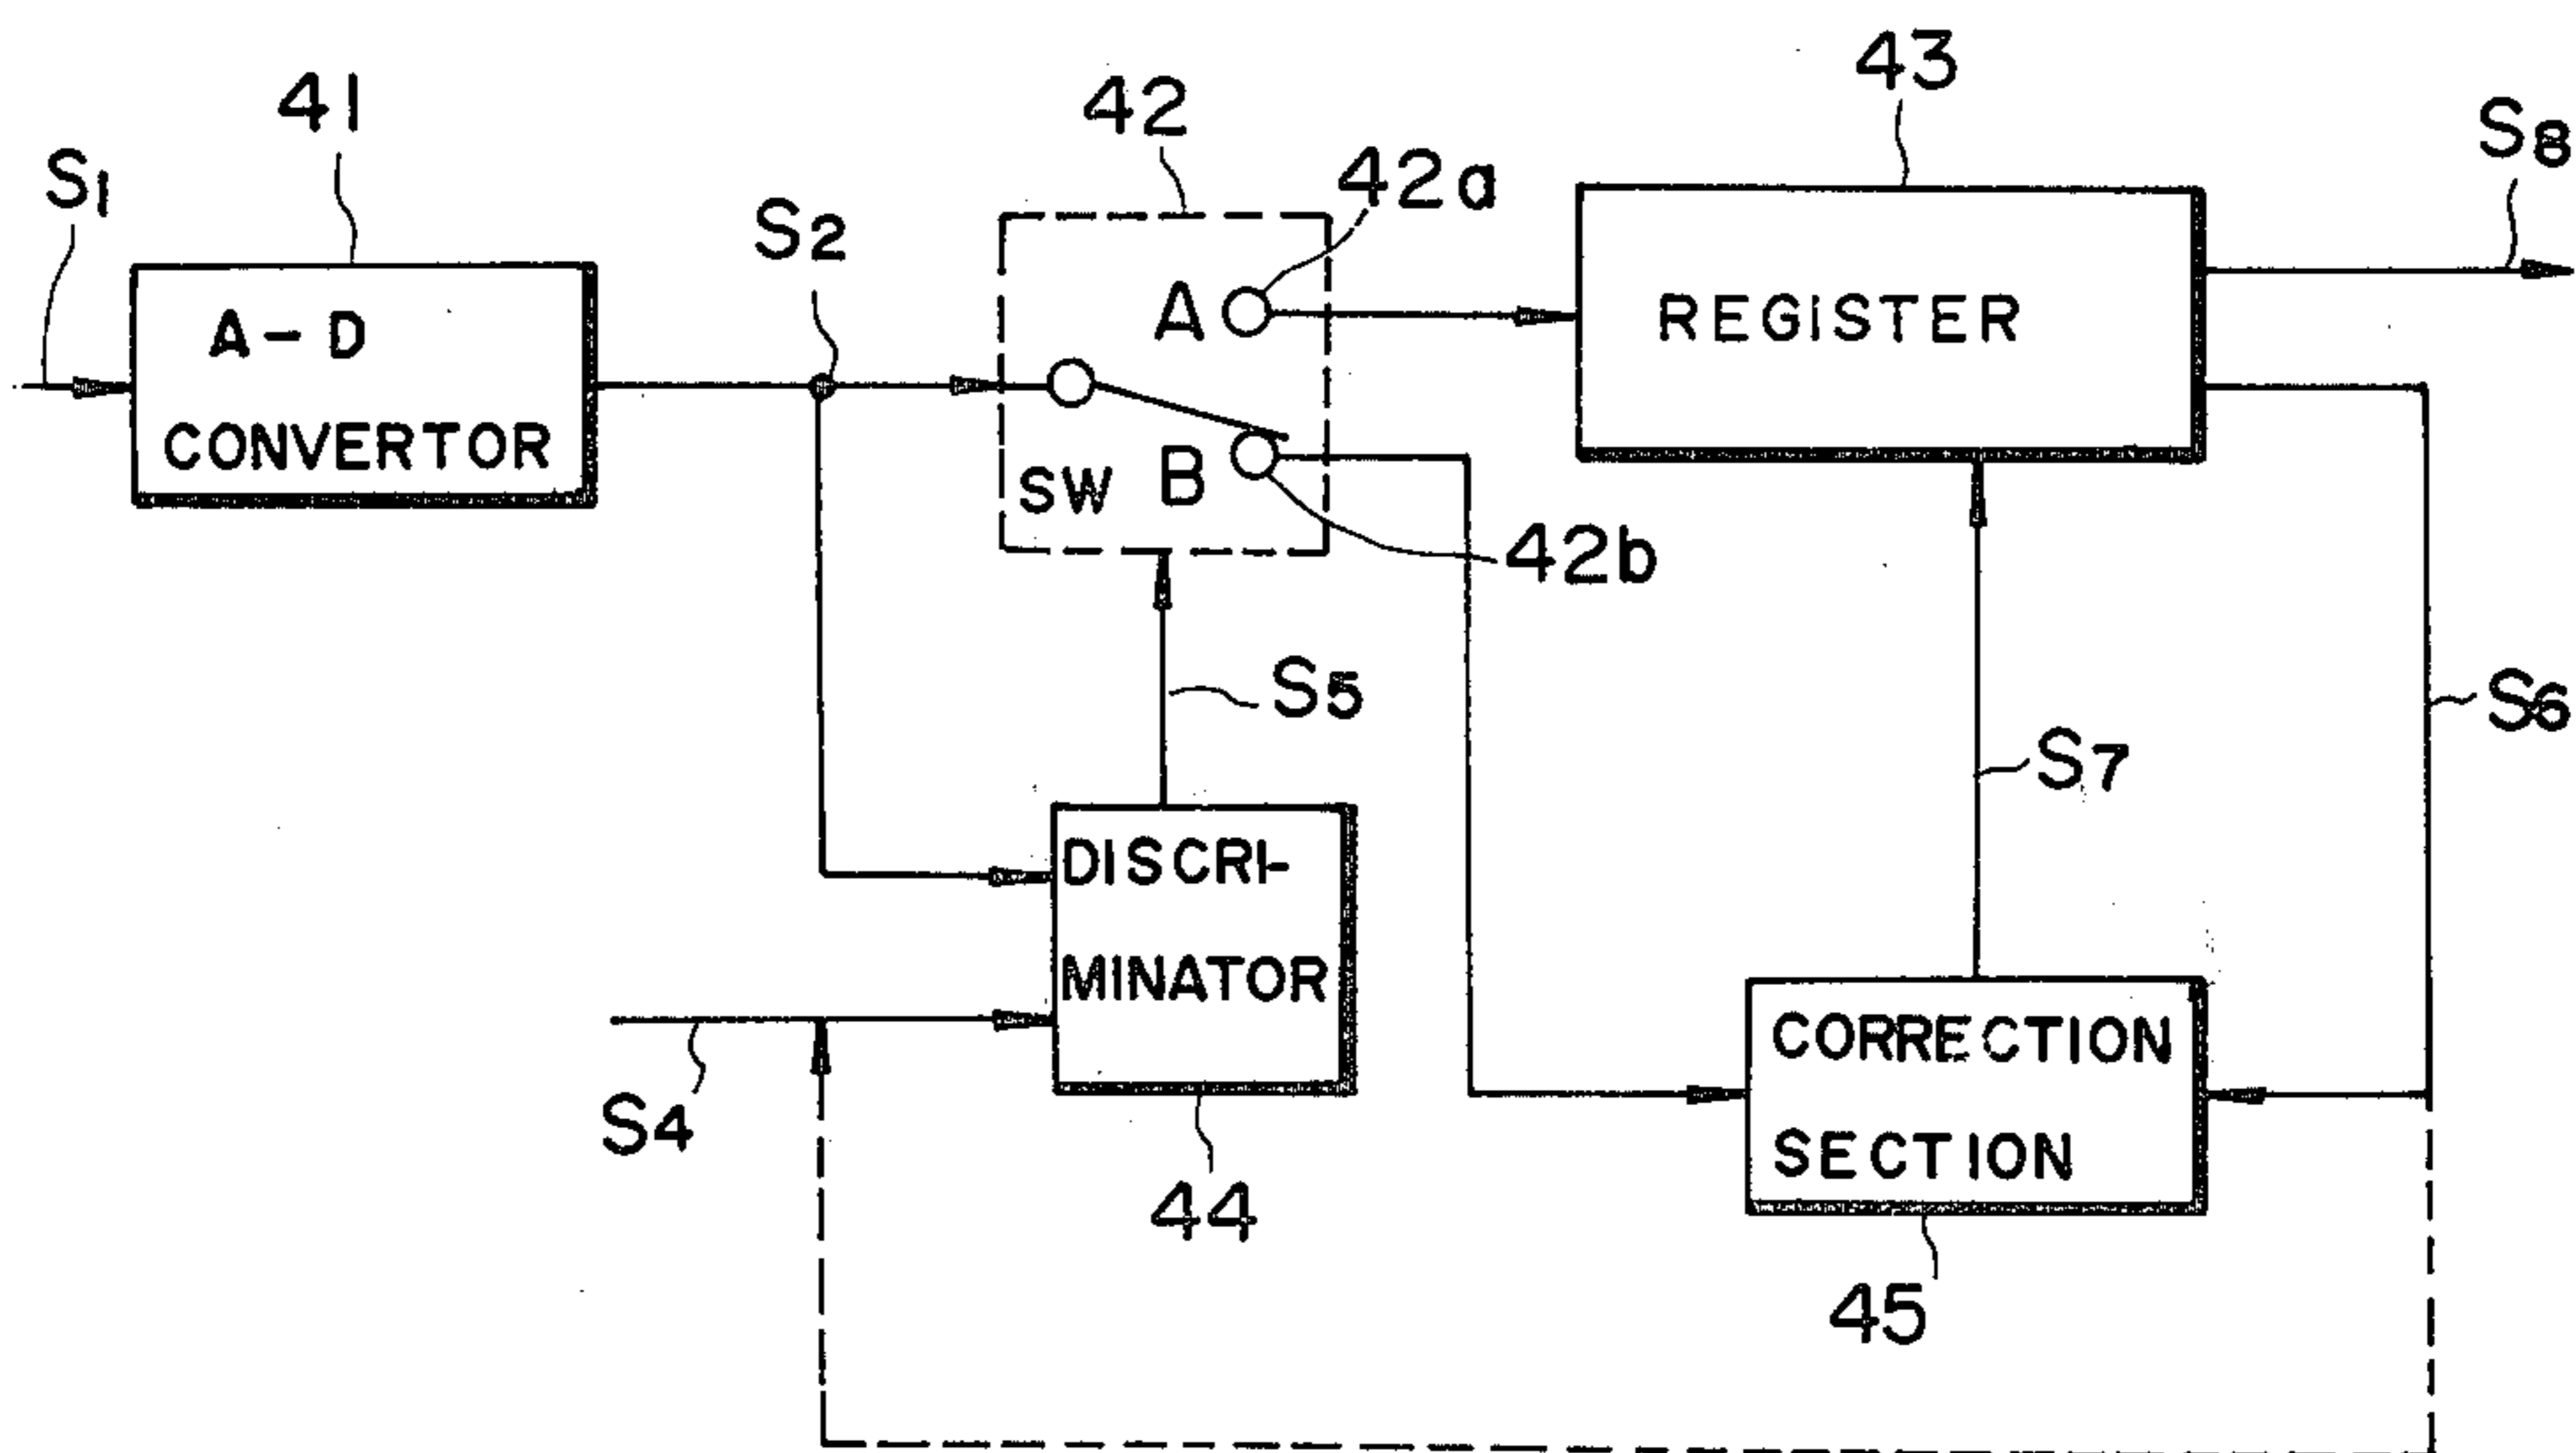 41
42
43
S1
S2
42a
S8
A-D
CONVERTOR
A
B
SW
REGISTER
42b
S5
S6
S7
DISCRI-
MINATOR
S4
44
CORRECTION
SECTION
45